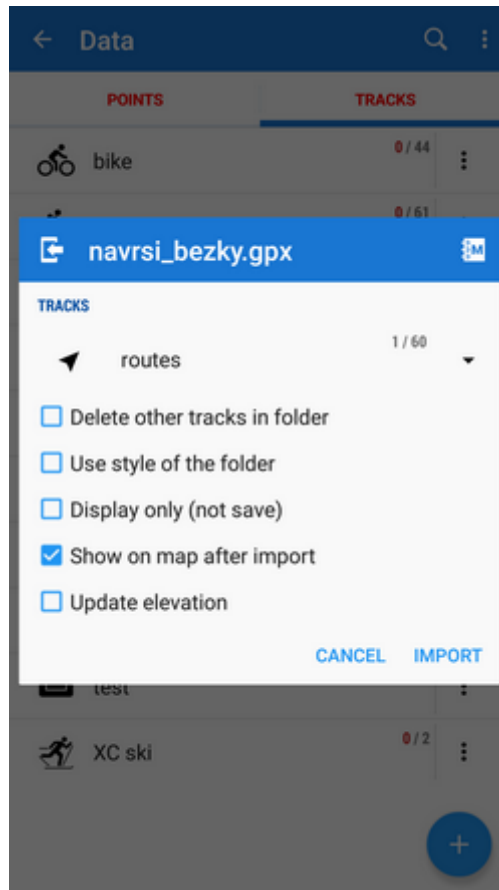 Data
POINTS
TRACKS
bike
0 / 44
0 / 61
navrsi_bezky.gpx
TRACKS
routes
1 / 60
Delete other tracks in folder
Use style of the folder
Display only (not save)
Show on map after import
Update elevation
CANCEL
IMPORT
test
XC ski
0 / 2